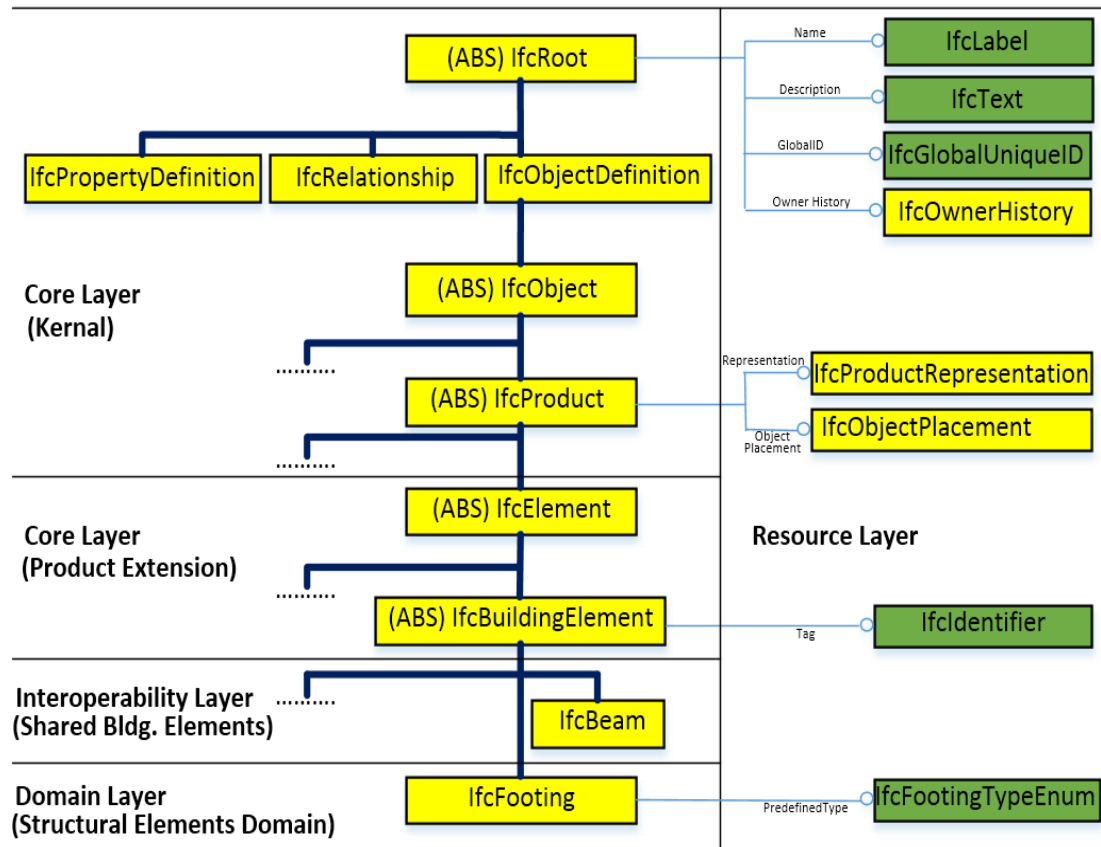 (ABS) IfcRoot
Name
IfcLabel
Description
IfcText
GlobalID
IfcGlobalUniqueID
Owner History
IfcOwnerHistory
IfcPropertyDefinition
IfcRelationship
IfcObjectDefinition
Core Layer
(Kernal)
(ABS) IfcObject
..........
(ABS) IfcProduct
Representation
IfcProductRepresentation
Object
Placement
IfcObjectPlacement
..........
Core Layer
(Product Extension)
(ABS) IfcElement
Resource Layer
..........
(ABS) IfcBuildingElement
Tag
IfcIdentifier
Interoperability Layer
(Shared Bldg. Elements)
..........
IfcBeam
Domain Layer
(Structural Elements Domain)
IfcFooting
PredefinedType
IfcFootingTypeEnum